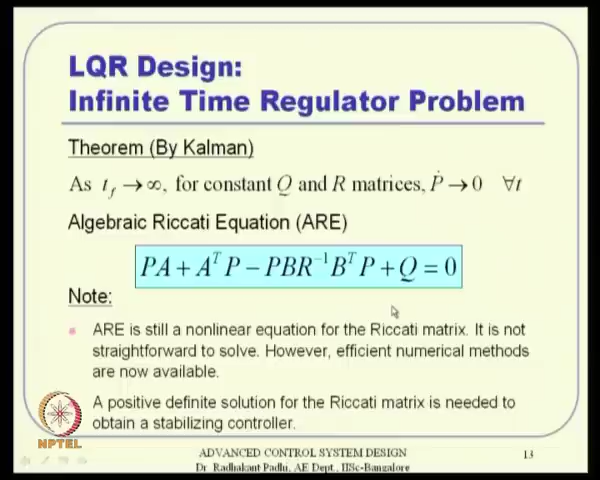 LQR Design:
Infinite Time Regulator Problem
Theorem (By Kalman)
As t_f → ∞, for constant Q and R matrices, Ṗ → 0 ∀t
Algebraic Riccati Equation (ARE)
PA + A^T P − PBR^{−1} B^T P + Q = 0
Note:
ARE is still a nonlinear equation for the Riccati matrix. It is not
straightforward to solve. However, efficient numerical methods
are now available.
A positive definite solution for the Riccati matrix is needed to
obtain a stabilizing controller.
NPTEL
ADVANCED CONTROL SYSTEM DESIGN
Dr. Radhakant Padhi, AE Dept., IISc-Bangalore
13